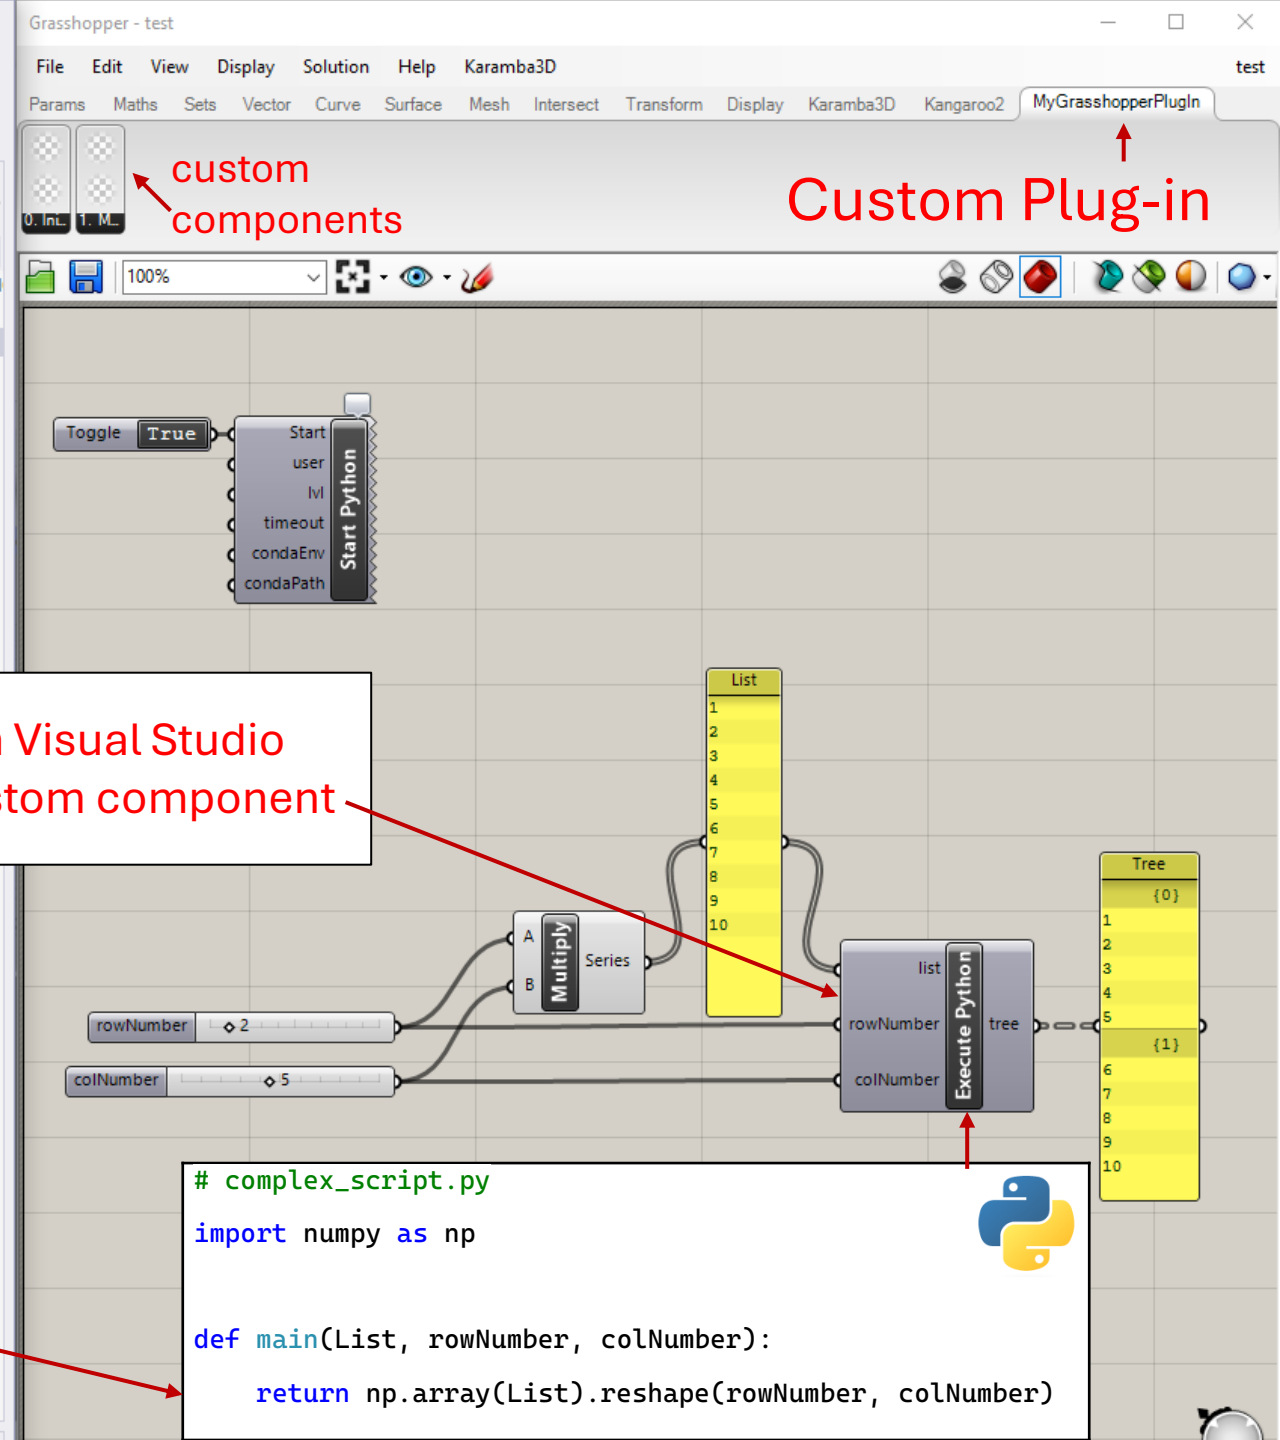 Grasshopper - test
File Edit View Display Solution Help Karamba3D test
Params Maths Sets Vector Curve Surface Mesh Intersect Transform Display Karamba3D Kangaroo2 MyGrasshopperPlugIn
custom
components
Custom Plug-in
0. Ini... 1. M...
100%
Toggle True
Start
user
lvl
timeout
condaEnv
condaPath
Start Python
Visual Studio
stom component
List
1
2
3
4
5
6
7
8
9
10
A
B
Multiply
Series
rowNumber 2
colNumber 5
list
rowNumber
colNumber
Execute Python
tree
Tree
{0}
1
2
3
4
5
{1}
6
7
8
9
10
# complex_script.py
import numpy as np
def main(List, rowNumber, colNumber):
return np.array(List).reshape(rowNumber, colNumber)